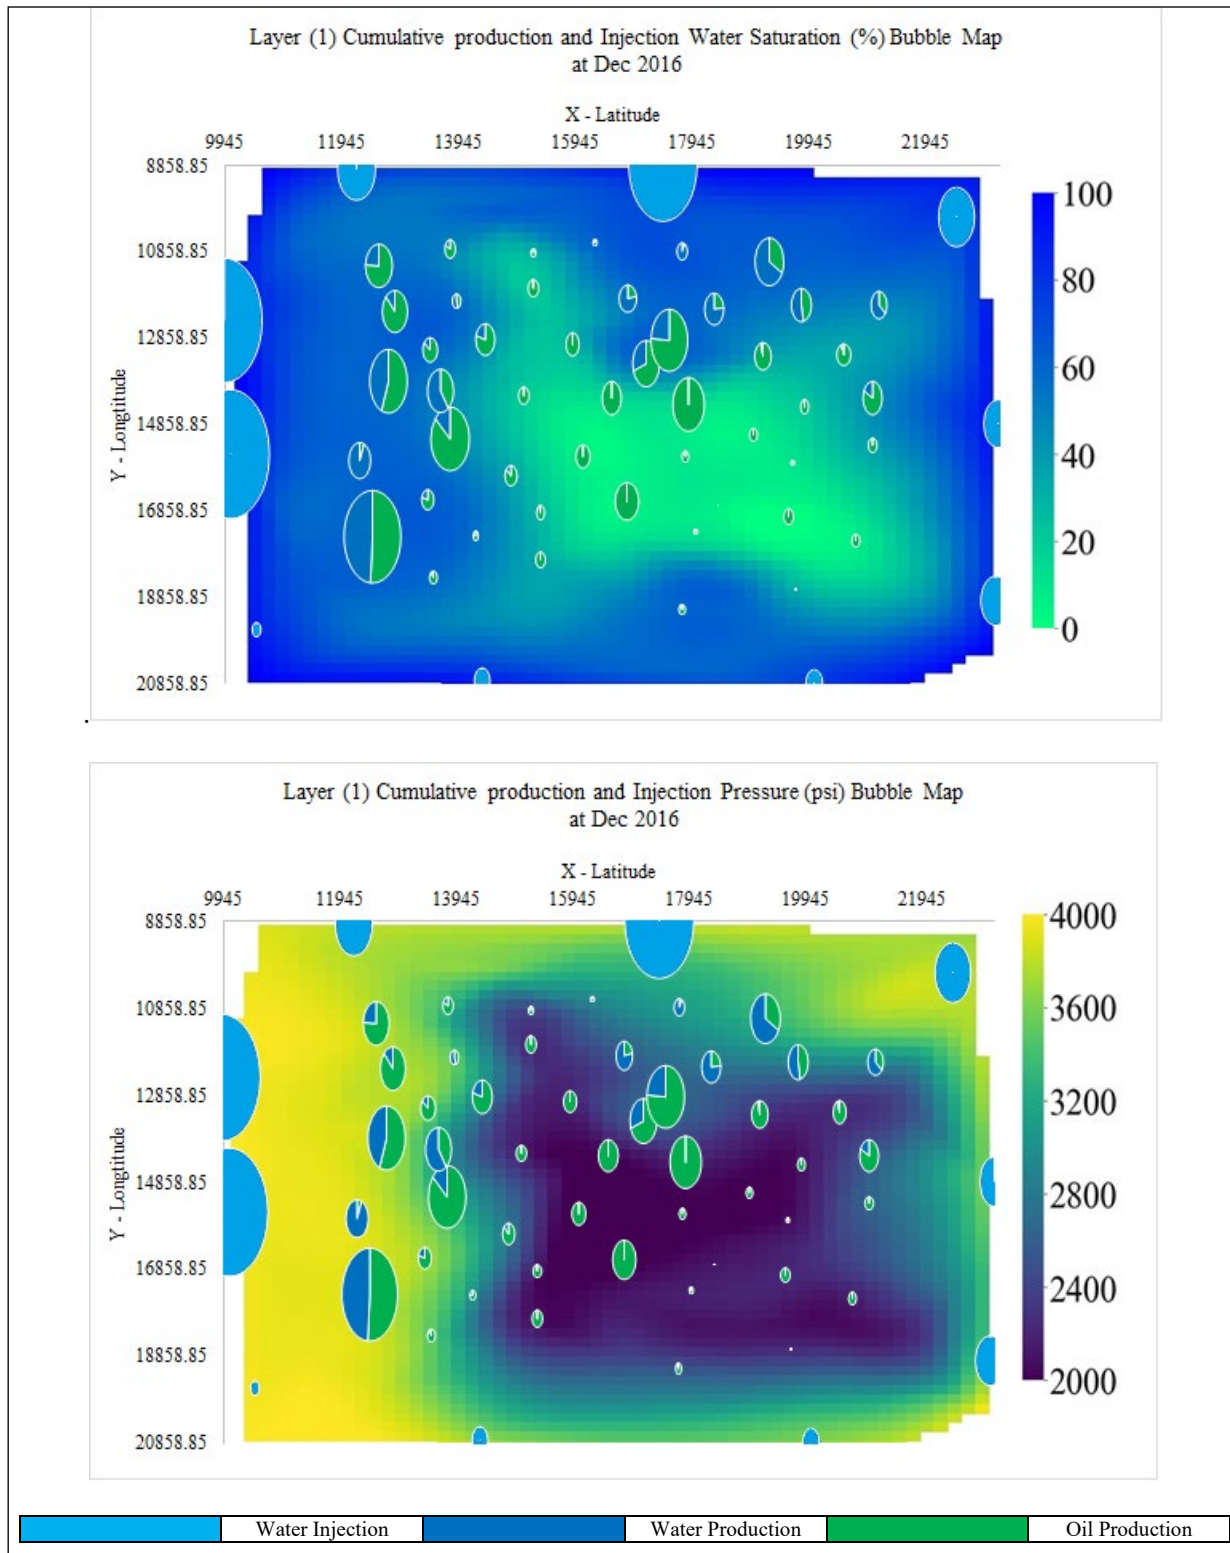 Layer (1) Cumulative production and Injection Water Saturation (%) Bubble Map
at Dec 2016
X - Latitude
9945 11945 13945 15945 17945 19945 21945
8858.85
10858.85
12858.85
14858.85
16858.85
18858.85
20858.85
Y - Longtitude
100
80
60
40
20
0
.
Layer (1) Cumulative production and Injection Pressure (psi) Bubble Map
at Dec 2016
X - Latitude
9945 11945 13945 15945 17945 19945 21945
8858.85
10858.85
12858.85
14858.85
16858.85
18858.85
20858.85
Y - Longtitude
4000
3600
3200
2800
2400
2000
Water Injection Water Production Oil Production